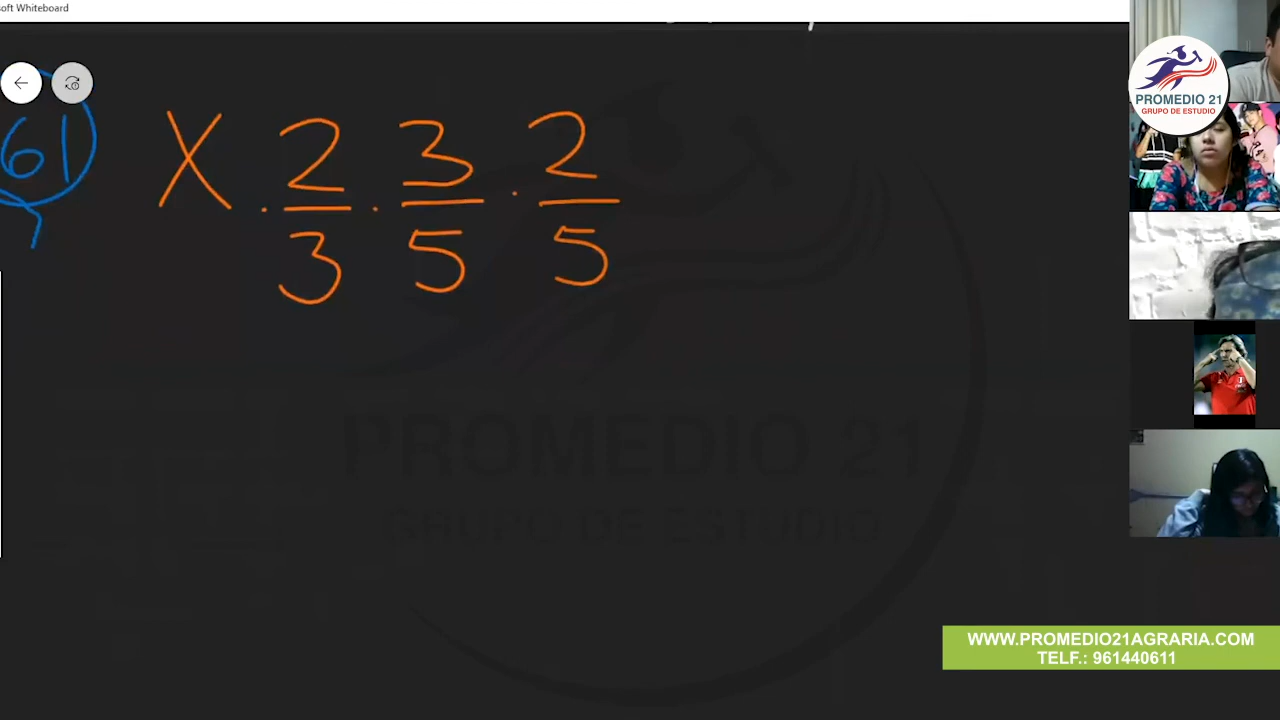 soft Whiteboard
61
X . 2/3 . 3/5 . 2/5
PROMEDIO 21
GRUPO DE ESTUDIO
PROMEDIO 21
GRUPO DE ESTUDIO
WWW.PROMEDIO21AGRARIA.COM
TELF.: 961440611